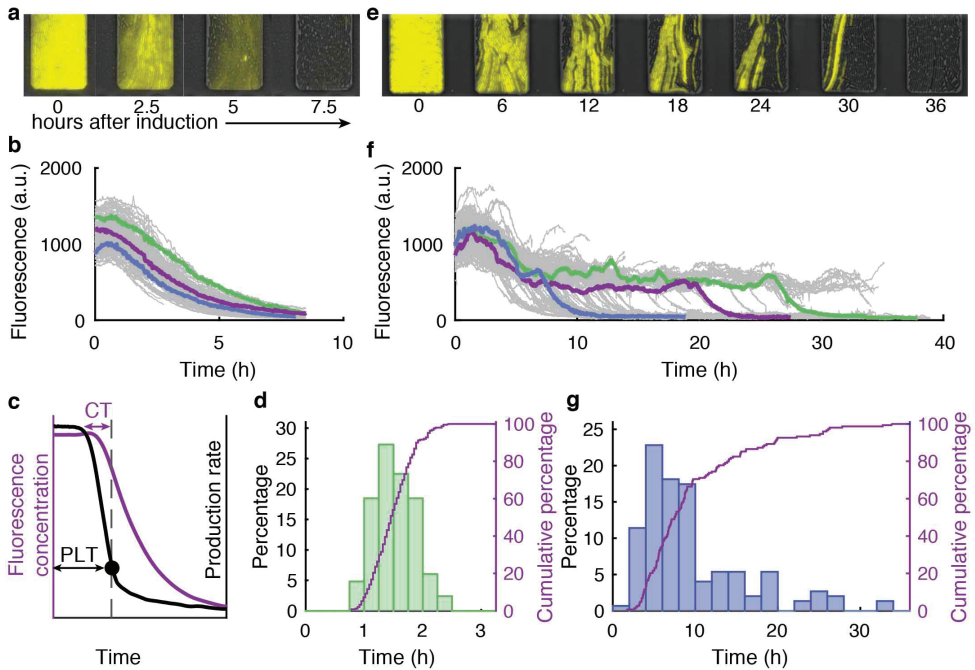 a
0 2.5 5 7.5
hours after induction
e
0 6 12 18 24 30 36
b
Fluorescence (a.u.)
2000
1000
0
0 5 10
Time (h)
f
Fluorescence (a.u.)
2000
1000
0
0 10 20 30 40
Time (h)
c
CT
PLT
Fluorescence
concentration
Production rate
Time
d
Percentage
30
25
20
15
10
5
0
0 1 2 3
Time (h)
100
80
60
40
20
0
Cumulative percentage
g
Percentage
25
20
15
10
5
0
0 10 20 30
Time (h)
100
80
60
40
20
0
Cumulative percentage